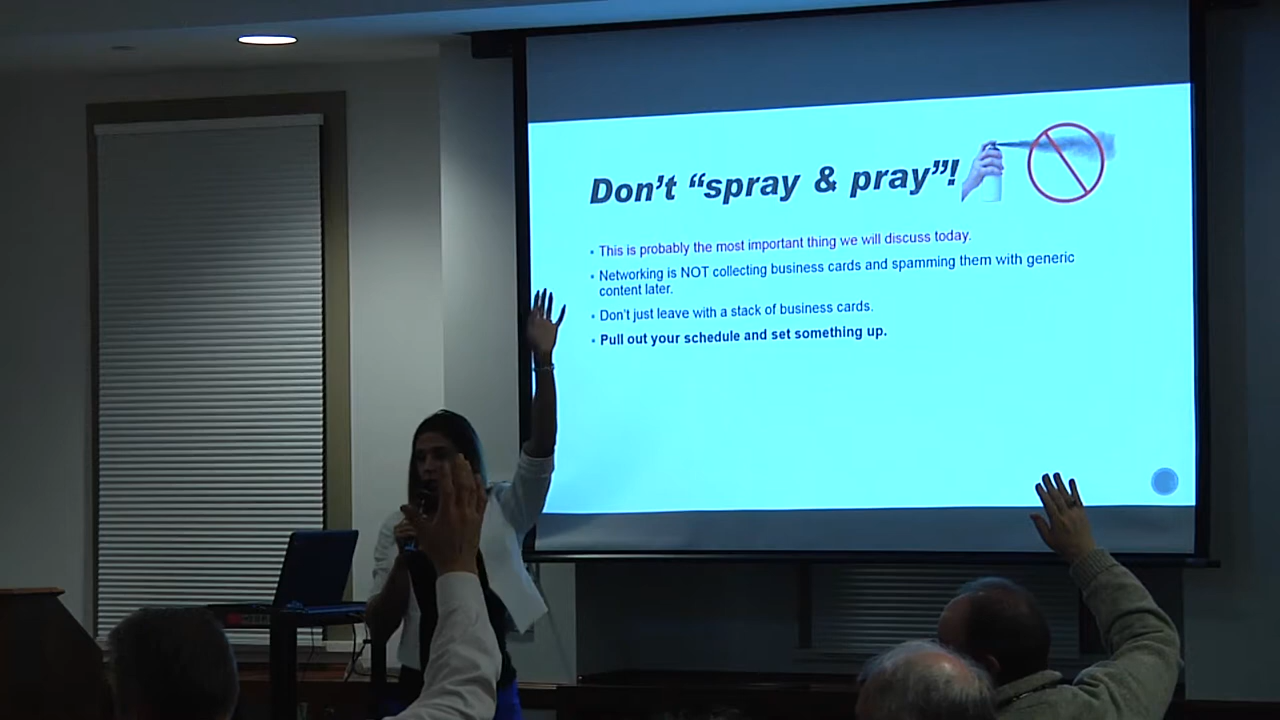 Don't “spray & pray”!
• This is probably the most important thing we will discuss today.
• Networking is NOT collecting business cards and spamming them with generic
content later.
• Don't just leave with a stack of business cards.
• Pull out your schedule and set something up.